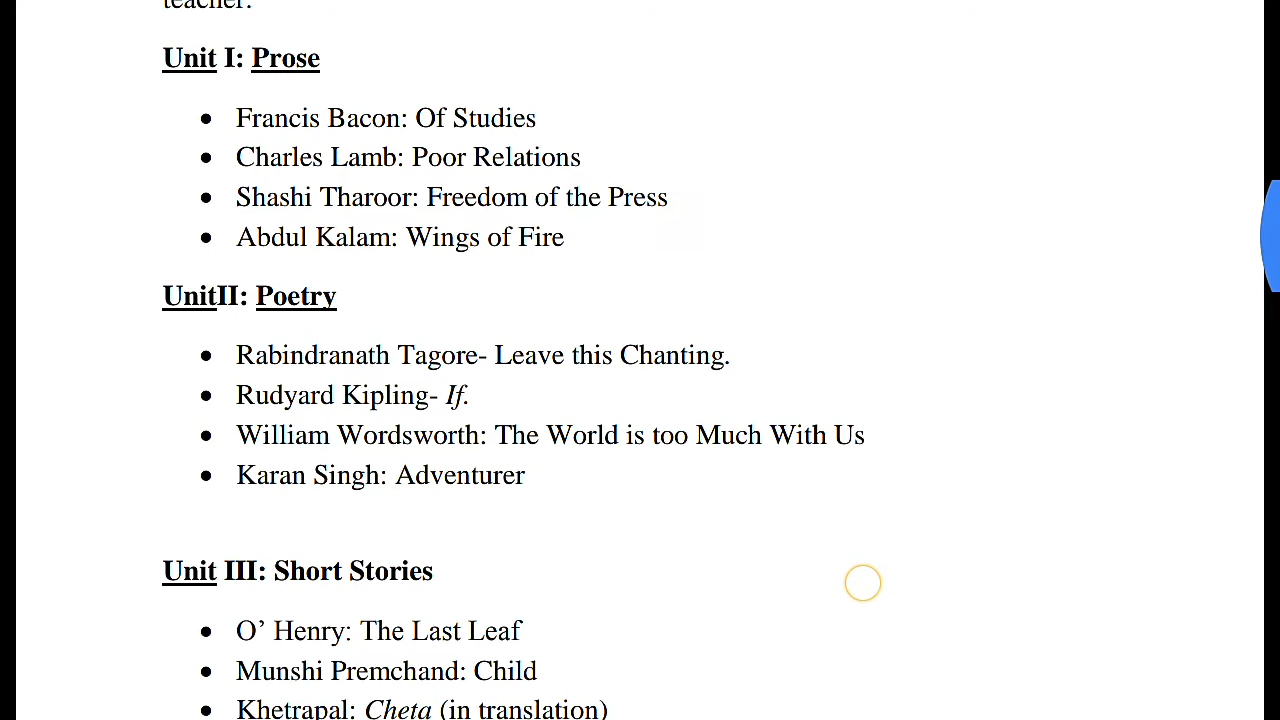 teacher.
Unit I: Prose
• Francis Bacon: Of Studies
• Charles Lamb: Poor Relations
• Shashi Tharoor: Freedom of the Press
• Abdul Kalam: Wings of Fire
UnitII: Poetry
• Rabindranath Tagore- Leave this Chanting.
• Rudyard Kipling- If.
• William Wordsworth: The World is too Much With Us
• Karan Singh: Adventurer
Unit III: Short Stories
• O’ Henry: The Last Leaf
• Munshi Premchand: Child
• Khetrapal: Cheta (in translation)